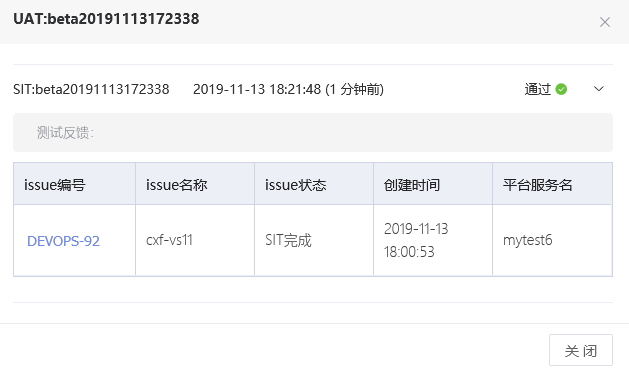 UAT:beta20191113172338
SIT:beta20191113172338 2019-11-13 18:21:48 (1 分钟前) 通过
测试反馈:
issue编号 issue名称 issue状态 创建时间 平台服务名
DEVOPS-92 cxf-vs11 SIT完成 2019-11-13 18:00:53 mytest6
关 闭